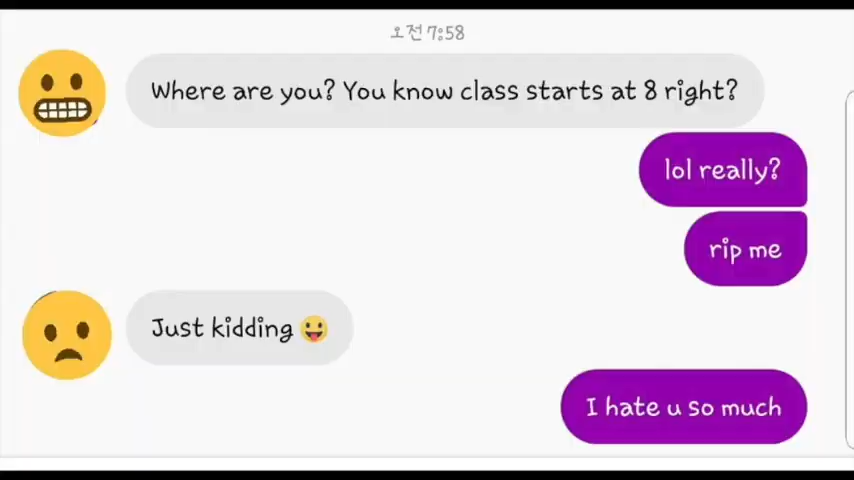 오전 7:58
Where are you? You know class starts at 8 right?
lol really?
rip me
Just kidding 😛
I hate u so much